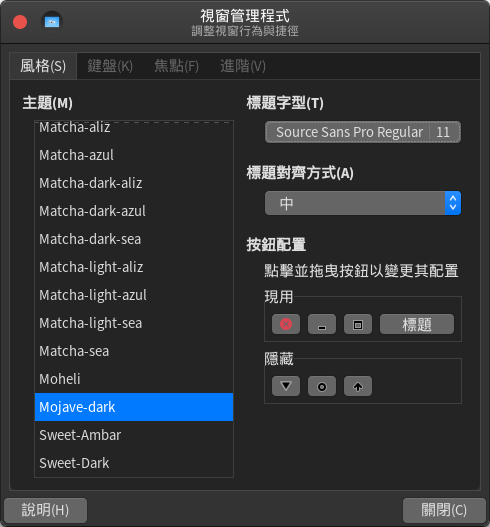 視窗管理程式
調整視窗行為與捷徑
風格(S)
鍵盤(K)
焦點(F)
進階(V)
主題(M)
Matcha-aliz
Matcha-azul
Matcha-dark-aliz
Matcha-dark-azul
Matcha-dark-sea
Matcha-light-aliz
Matcha-light-azul
Matcha-light-sea
Matcha-sea
Moheli
Mojave-dark
Sweet-Ambar
Sweet-Dark
標題字型(T)
Source Sans Pro Regular 11
標題對齊方式(A)
中
按鈕配置
點擊並拖曳按鈕以變更其配置
現用
標題
隱藏
說明(H)
關閉(C)